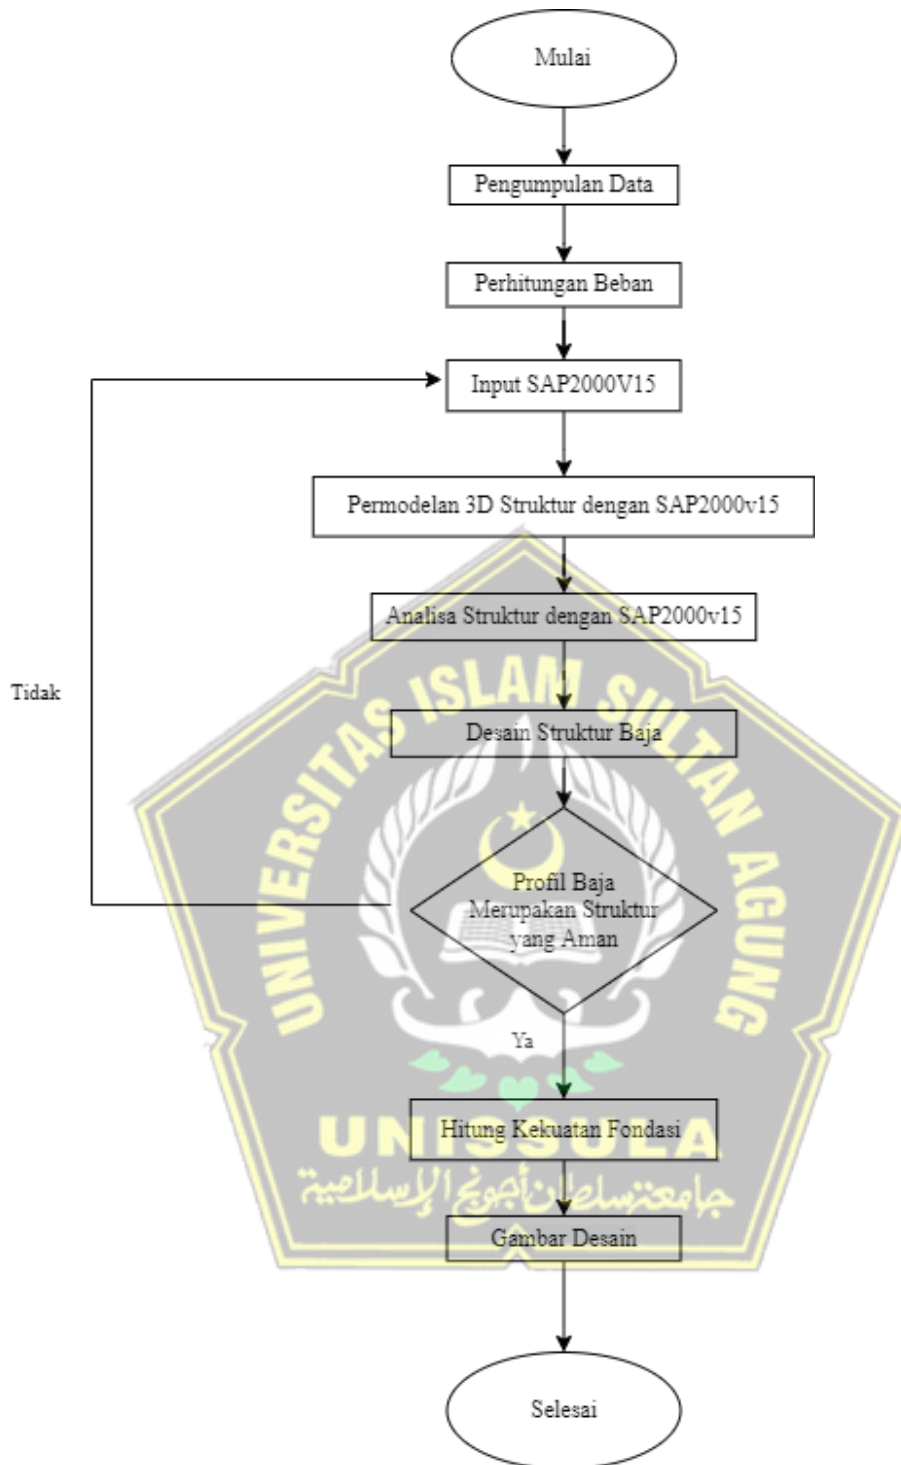 Mulai
Pengumpulan Data
Perhitungan Beban
Input SAP2000V15
Permodelan 3D Struktur dengan SAP2000v15
Analisa Struktur dengan SAP2000v15
Tidak
UNIVERSITAS ISLAM SULTAN AGUNG
Desain Struktur Baja
Profil Baja
Merupakan Struktur
yang Aman
Ya
Hitung Kekuatan Fondasi
UNISSULA
جامعة سلطان أجونج الإسلامية
Gambar Desain
Selesai